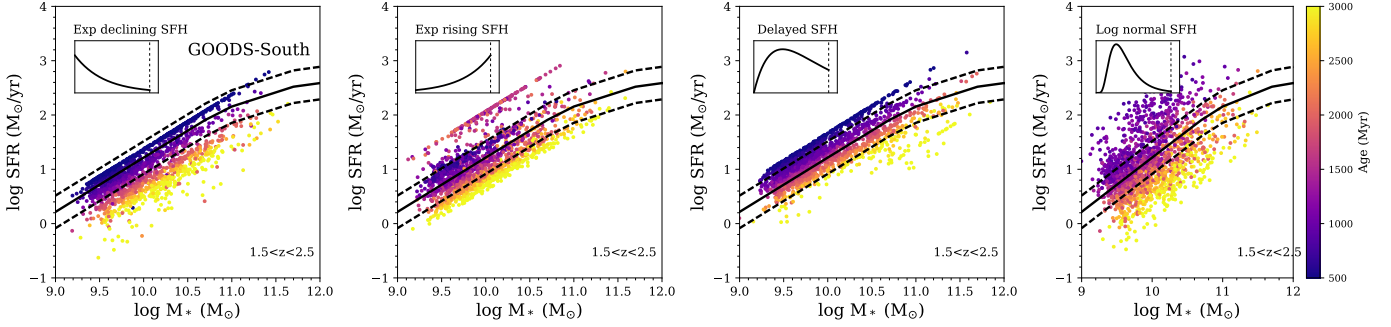 Exp declining SFH
GOODS-South
1.5<z<2.5
log SFR (M⊙/yr)
4
3
2
1
0
−1
9.0 9.5 10.0 10.5 11.0 11.5 12.0
log M* (M⊙)
Exp rising SFH
1.5<z<2.5
log SFR (M⊙/yr)
4
3
2
1
0
−1
9.0 9.5 10.0 10.5 11.0 11.5 12.0
log M* (M⊙)
Delayed SFH
1.5<z<2.5
log SFR (M⊙/yr)
4
3
2
1
0
−1
9.0 9.5 10.0 10.5 11.0 11.5 12.0
log M* (M⊙)
Log normal SFH
1.5<z<2.5
log SFR (M⊙/yr)
4
3
2
1
0
−1
9 10 11 12
log M* (M⊙)
3000
2500
2000
1500
1000
500
Age (Myr)